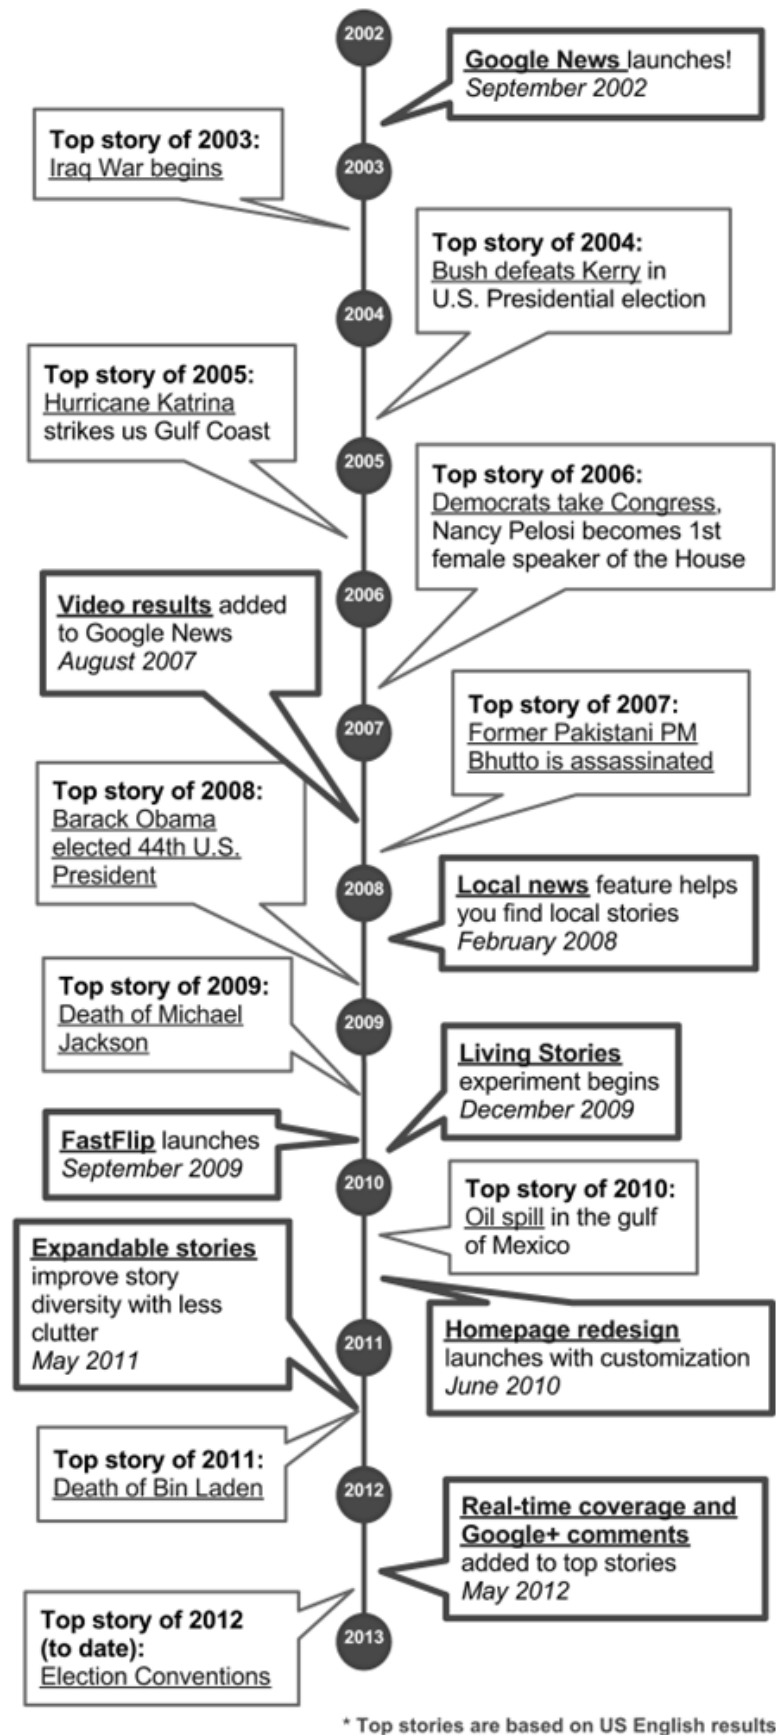 2002
Google News launches!
September 2002
Top story of 2003:
Iraq War begins
2003
Top story of 2004:
Bush defeats Kerry in
U.S. Presidential election
2004
Top story of 2005:
Hurricane Katrina
strikes us Gulf Coast
2005
Top story of 2006:
Democrats take Congress,
Nancy Pelosi becomes 1st
female speaker of the House
2006
Video results added
to Google News
August 2007
Top story of 2007:
Former Pakistani PM
Bhutto is assassinated
2007
Top story of 2008:
Barack Obama
elected 44th U.S.
President
2008
Local news feature helps
you find local stories
February 2008
Top story of 2009:
Death of Michael
Jackson
2009
Living Stories
experiment begins
December 2009
FastFlip launches
September 2009
2010
Top story of 2010:
Oil spill in the gulf
of Mexico
Expandable stories
improve story
diversity with less
clutter
May 2011
Homepage redesign
launches with customization
June 2010
2011
Top story of 2011:
Death of Bin Laden
2012
Real-time coverage and
Google+ comments
added to top stories
May 2012
Top story of 2012
(to date):
Election Conventions
2013
* Top stories are based on US English results